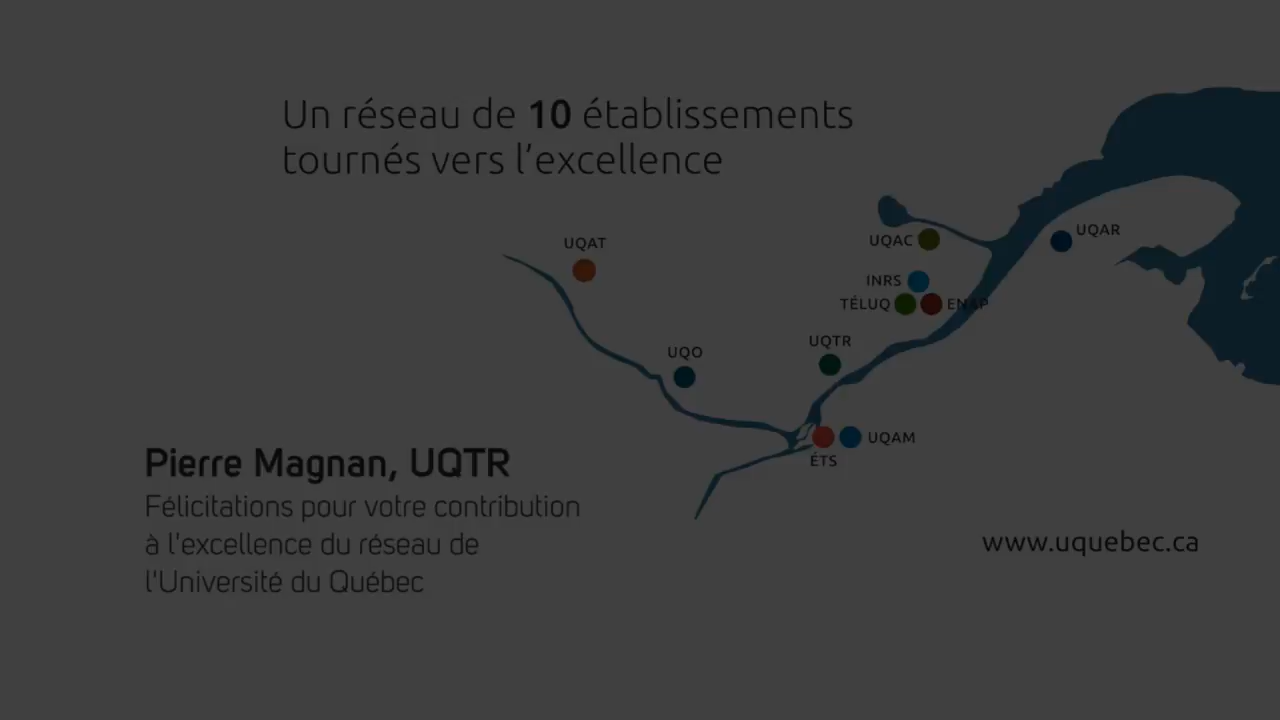 Un réseau de 10 établissements
tournés vers l'excellence
UQAT
UQAC
UQAR
INRS
TÉLUQ
ENAP
UQTR
UQO
UQAM
ÉTS
Pierre Magnan, UQTR
Félicitations pour votre contribution
à l'excellence du réseau de
l'Université du Québec
www.uquebec.ca